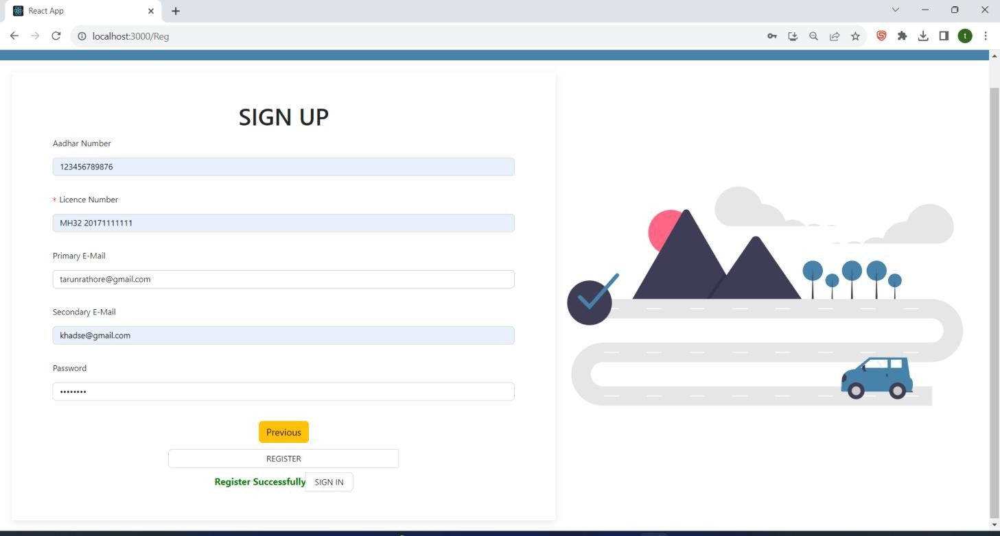 React App
localhost:3000/Reg
t
SIGN UP
Aadhar Number
123456789876
* Licence Number
MH32 20171111111
Primary E-Mail
tarunrathore@gmail.com
Secondary E-Mail
khadse@gmail.com
Password
••••••••
Previous
REGISTER
Register Successfully SIGN IN